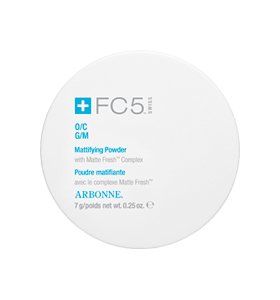 FC5™ SWISS
O/C
G/M
Mattifying Powder
with Matte Fresh™ Complex
Poudre matifiante
avec le complexe Matte Fresh™
ARBONNE®
7 g/poids net wt. 0.25 oz. ℮